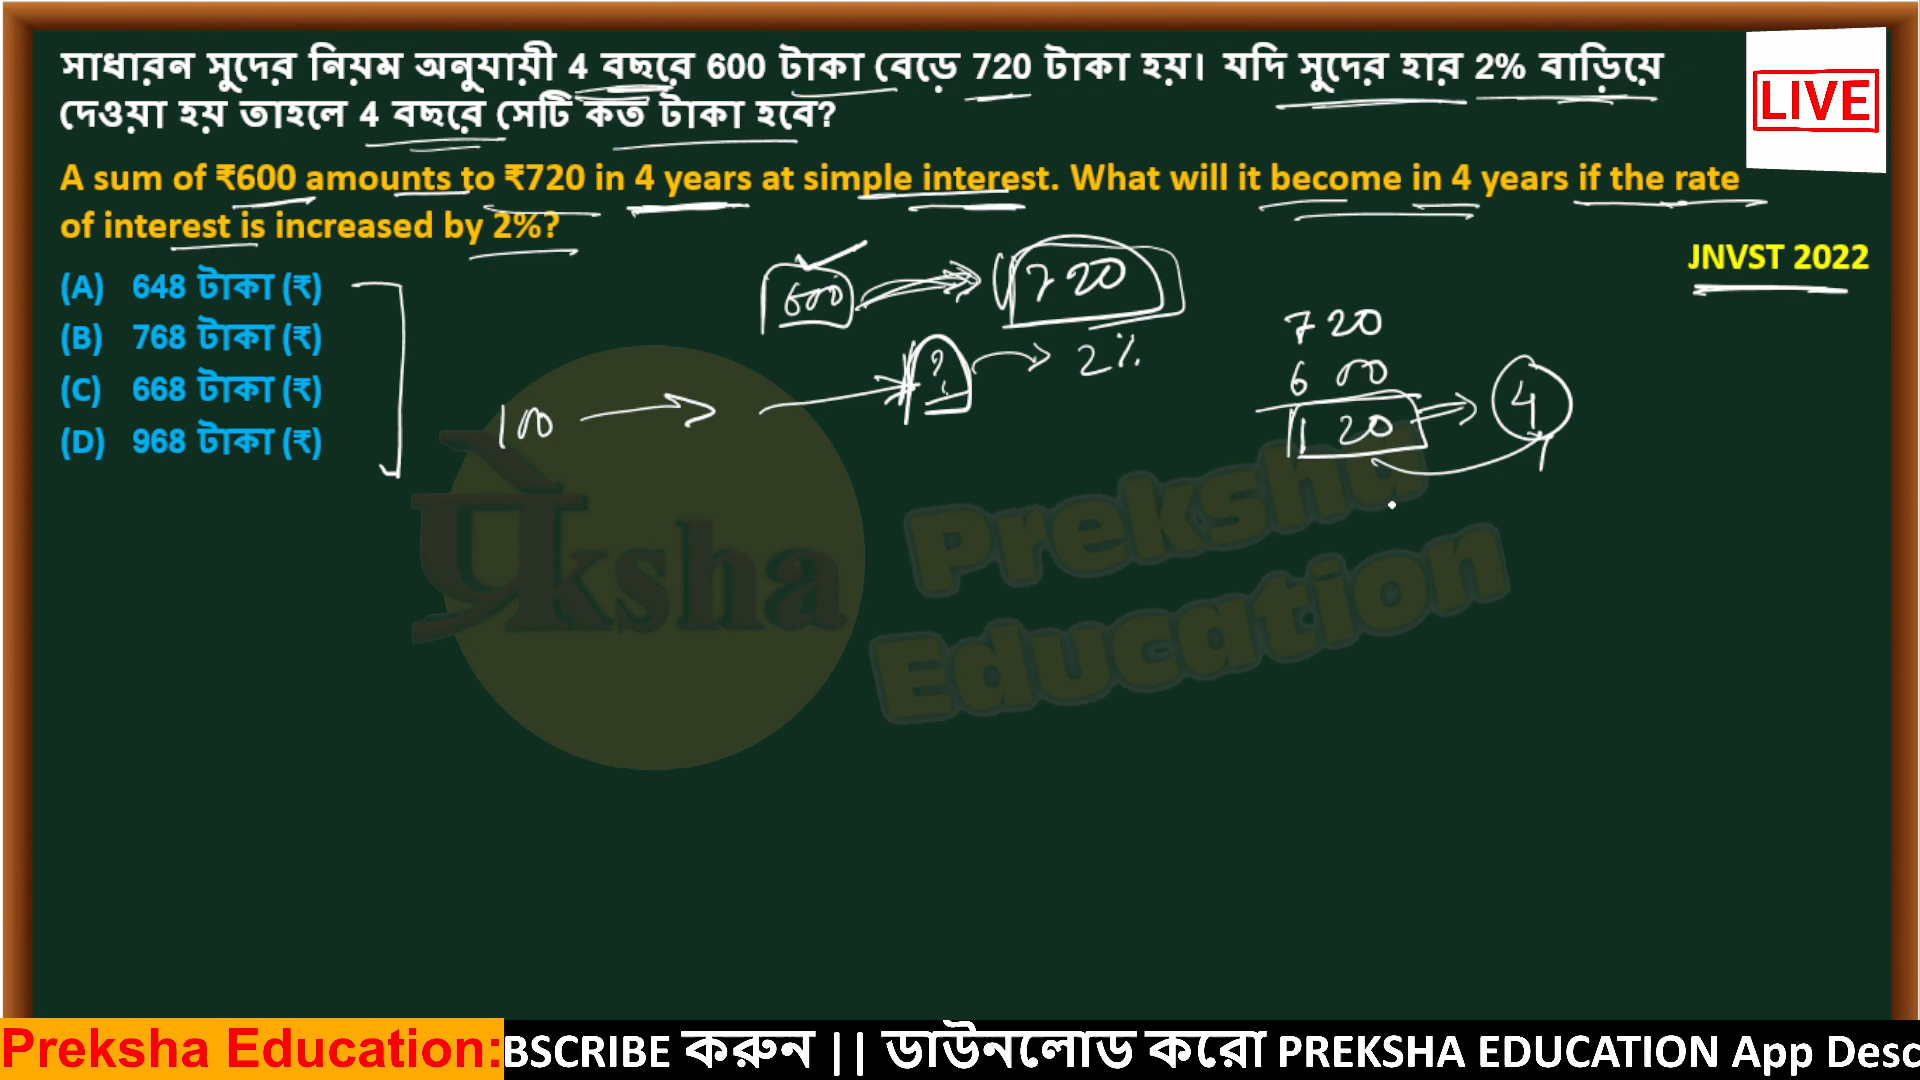 সাধারন সুদের নিয়ম অনুযায়ী 4 বছরে 600 টাকা বেড়ে 720 টাকা হয়। যদি সুদের হার 2% বাড়িয়ে
দেওয়া হয় তাহলে 4 বছরে সেটি কত টাকা হবে?
LIVE
A sum of ₹600 amounts to ₹720 in 4 years at simple interest. What will it become in 4 years if the rate
of interest is increased by 2%?
JNVST 2022
(A) 648 টাকা (₹)
(B) 768 টাকা (₹)
(C) 668 টাকা (₹)
(D) 968 টাকা (₹)
600 720
? 2%
100
720
600
120 4
प्रेksha
Preksha
Education
Preksha Education: BSCRIBE করুন || ডাউনলোড করো PREKSHA EDUCATION App Desc